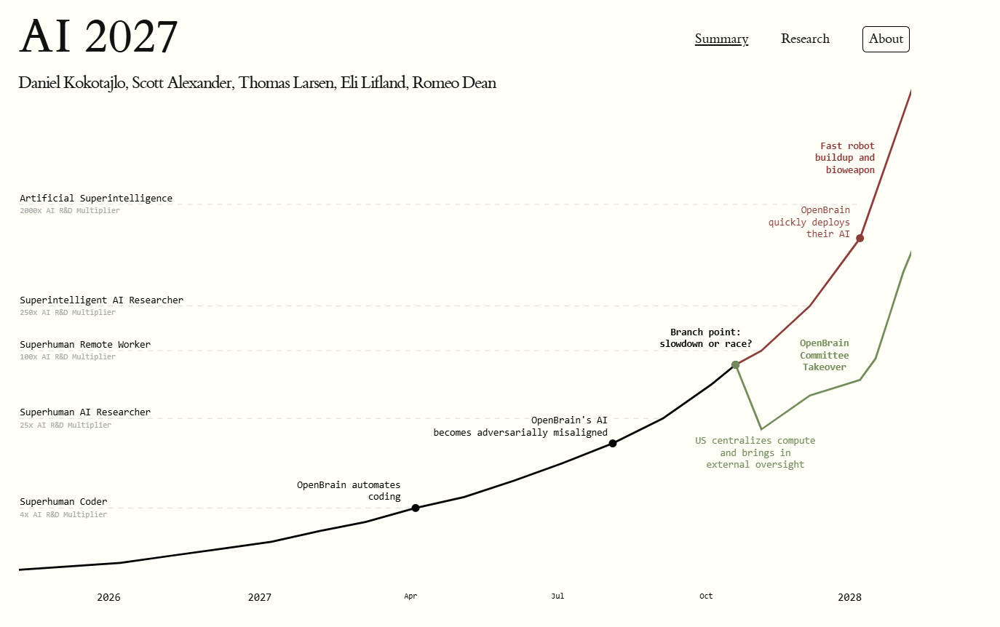 AI 2027
Summary
Research
About
Daniel Kokotajlo, Scott Alexander, Thomas Larsen, Eli Lifland, Romeo Dean
Fast robot
buildup and
bioweapon
Artificial Superintelligence
2000x AI R&D Multiplier
OpenBrain
quickly deploys
their AI
Superintelligent AI Researcher
250x AI R&D Multiplier
Branch point:
slowdown or race?
Superhuman Remote Worker
100x AI R&D Multiplier
OpenBrain
Committee
Takeover
Superhuman AI Researcher
25x AI R&D Multiplier
OpenBrain's AI
becomes adversarially misaligned
US centralizes compute
and brings in
external oversight
OpenBrain automates
coding
Superhuman Coder
4x AI R&D Multiplier
2026
2027
Apr
Jul
Oct
2028